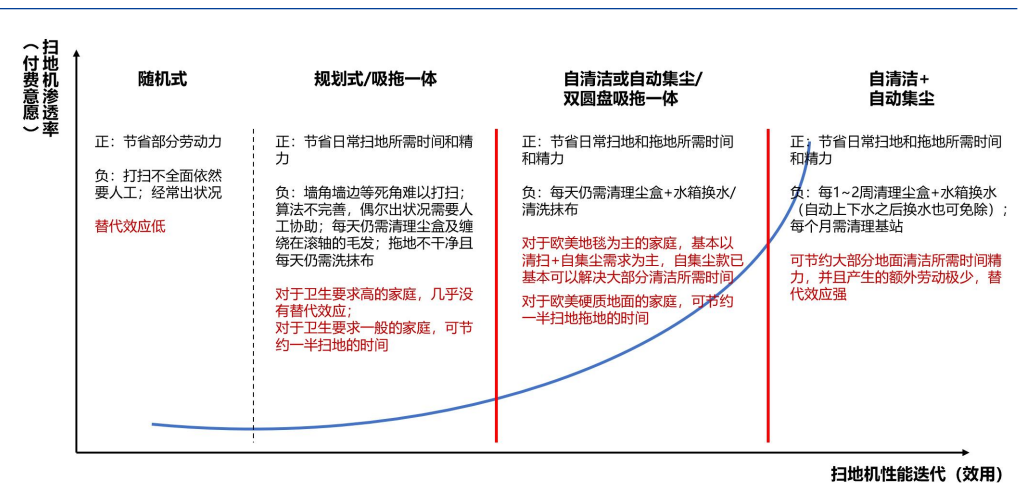 扫地机渗透率
（付费意愿）
随机式
正：节省部分劳动力
负：打扫不全面依然
要人工；经常出状况
替代效应低
规划式/吸拖一体
正：节省日常扫地所需时间和精
力
负：墙角墙边等死角难以打扫；
算法不完善，偶尔出状况需要人
工协助；每天仍需清理尘盒及缠
绕在滚轴的毛发；拖地不干净且
每天仍需洗抹布
对于卫生要求高的家庭，几乎没
有替代效应；
对于卫生要求一般的家庭，可节
约一半扫地的时间
自清洁或自动集尘/
双圆盘吸拖一体
正：节省日常扫地和拖地所需时间
和精力
负：每天仍需清理尘盒+水箱换水/
清洗抹布
对于欧美地毯为主的家庭，基本以
清扫+自集尘需求为主，自集尘款已
基本可以解决大部分清洁所需时间
对于欧美硬质地面的家庭，可节约
一半扫地拖地的时间
自清洁+
自动集尘
正：节省日常扫地和拖地所需时间
和精力
负：每1~2周清理尘盒+水箱换水
（自动上下水之后换水也可免除）；
每个月需清理基站
可节约大部分地面清洁所需时间精
力，并且产生的额外劳动极少，替
代效应强
扫地机性能迭代（效用）